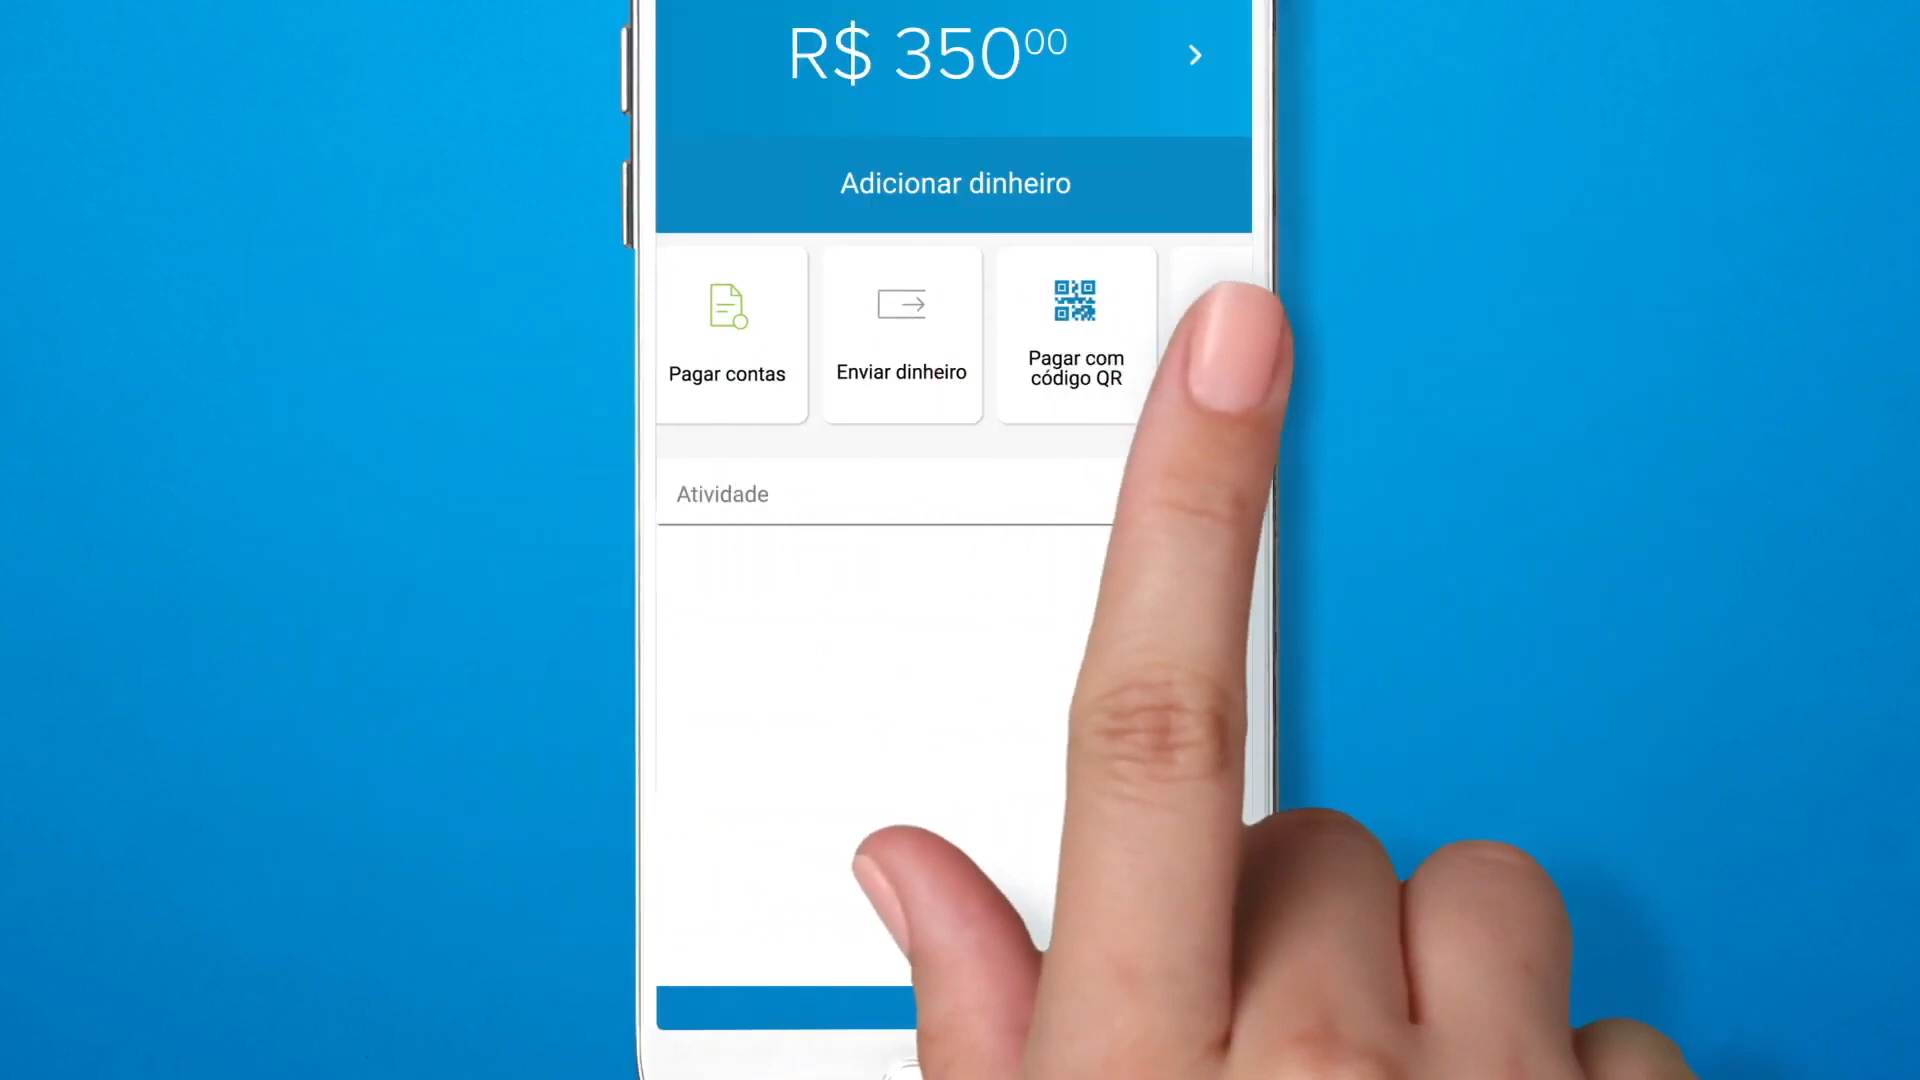 R$ 35000
Adicionar dinheiro
Pagar contas
Enviar dinheiro
Pagar com
código QR
Atividade